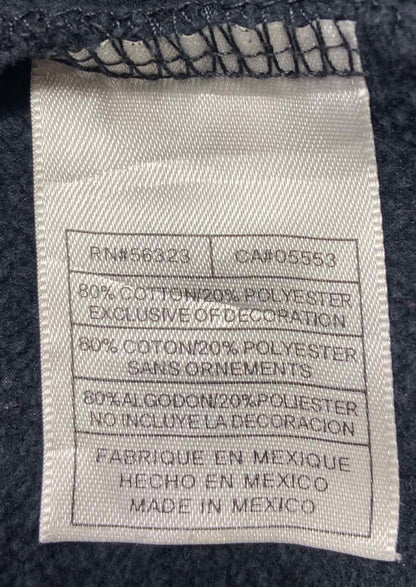 RN#56323 CA#05553
80% COTTON/20% POLYESTER
EXCLUSIVE OF DECORATION
80% COTON/20% POLYESTER
SANS ORNEMENTS
80% ALGODON/20% POLIESTER
NO INCLUYE LA DECORACION
FABRIQUE EN MEXIQUE
HECHO EN MEXICO
MADE IN MEXICO